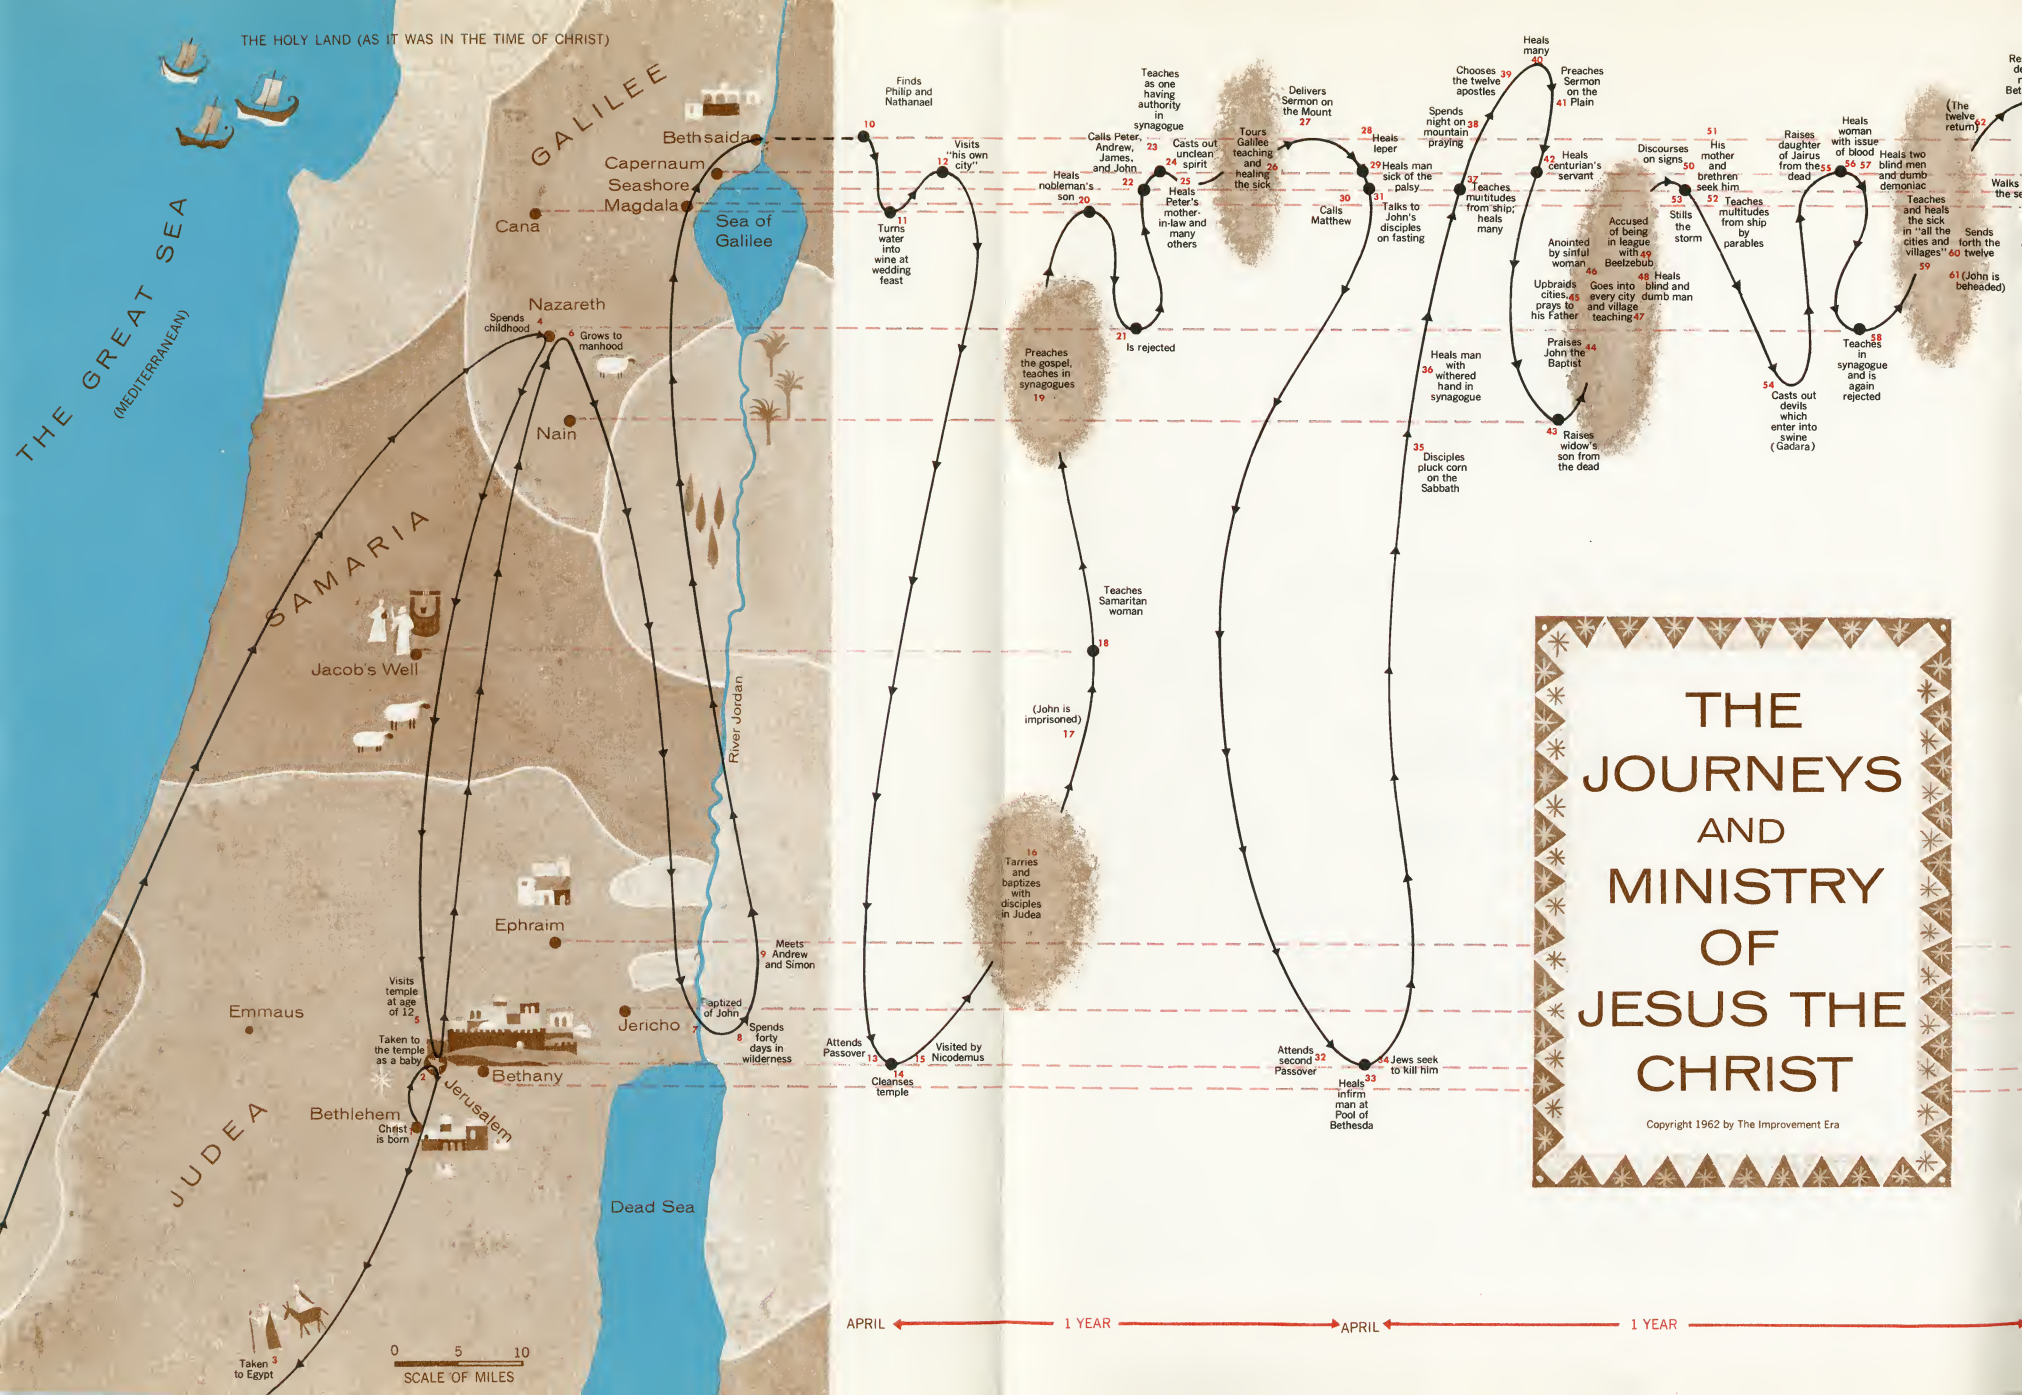 THE HOLY LAND (AS IT WAS IN THE TIME OF CHRIST)
THE GREAT SEA
(MEDITERRANEAN)
GALILEE
Bethsaida
Capernaum
Seashore
Magdala
Cana
Sea of
Galilee
Nazareth
Spends
childhood 4
6
Grows to
manhood
Nain
SAMARIA
Jacob's Well
River Jordan
Ephraim
9 Meets
Andrew
and Simon
Visits
temple
at age
of 12 5
Emmaus
Jericho
7
Baptized
of John
8
Spends
forty
days in
wilderness
Taken to
the temple
as a baby
2
Jerusalem
Bethany
Bethlehem
Christ 1
is born
JUDEA
Dead Sea
Taken 3
to Egypt
0 5 10
SCALE OF MILES
Finds
Philip and
Nathanael
10
11
Turns
water
into
wine at
wedding
feast
Visits
"his own
city"
12
Attends
Passover 13
14
Cleanses
temple
15 Visited by
Nicodemus
16
Tarries
and
baptizes
with
disciples
in Judea
(John is
imprisoned)
17
18
Teaches
Samaritan
woman
Preaches
the gospel,
teaches in
synagogues
19
Heals
nobleman's
son 20
21
Is rejected
Calls Peter,
Andrew,
James,
and John
22
Teaches
as one
having
authority
in
synagogue
23
Casts out
unclean
spirit
24
25
Heals
Peter's
mother-
in-law and
many
others
Tours
Galilee
teaching
and
healing
the sick
26
Delivers
Sermon on
the Mount
27
28
Heals
leper
29 Heals man
sick of the
palsy
30
Calls
Matthew
31
Talks to
John's
disciples
on fasting
Attends
second 32
Passover
Heals 33
infirm
man at
Pool of
Bethesda
34 Jews seek
to kill him
35
Disciples
pluck corn
on the
Sabbath
36
Heals man
with
withered
hand in
synagogue
37
Teaches
multitudes
from ship;
heals
many
Spends
night on 38
mountain
praying
Chooses 39
the twelve
apostles
Heals
many
40
Preaches
Sermon
on the
41 Plain
42 Heals
centurian's
servant
43 Raises
widow's
son from
the dead
Praises 44
John the
Baptist
Upbraids
cities, 45
prays to
his Father
Anointed
by sinful
woman
46
Goes into
every city
and village
teaching 47
48 Heals
blind and
dumb man
Accused
of being
in league
with 49
Beelzebub
Discourses
on signs 50
51
His
mother
and
brethren
seek him
52
Teaches
multitudes
from ship
by
parables
53
Stills
the
storm
54
Casts out
devils
which
enter into
swine
(Gadara)
Raises
daughter
of Jairus
from the 55
dead
Heals
woman
with issue
of blood
56 57
Heals two
blind men
and dumb
demoniac
58
Teaches
in
synagogue
and is
again
rejected
Teaches
and heals
the sick
in "all the
cities and
villages"
59
Sends
forth the
60 twelve
61 (John is
beheaded)
(The
twelve
return) 62
Walks
THE
JOURNEYS
AND
MINISTRY
OF
JESUS THE
CHRIST
Copyright 1962 by The Improvement Era
APRIL 1 YEAR APRIL 1 YEAR